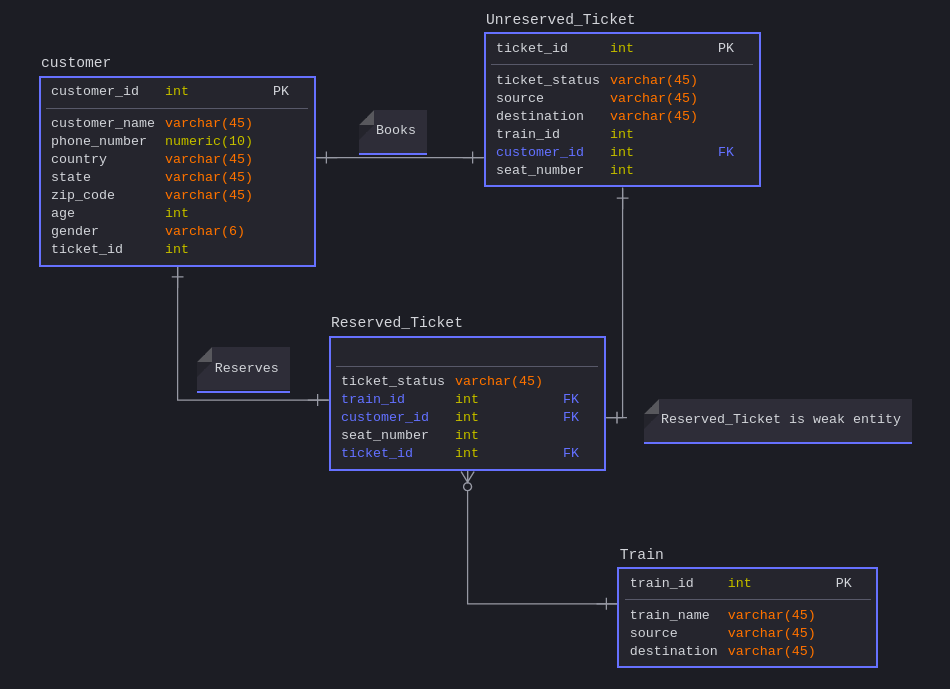 Unreserved_Ticket
ticket_id int PK
ticket_status varchar(45)
source varchar(45)
destination varchar(45)
train_id int
customer_id int FK
seat_number int
customer
customer_id int PK
customer_name varchar(45)
phone_number numeric(10)
country varchar(45)
state varchar(45)
zip_code varchar(45)
age int
gender varchar(6)
ticket_id int
Books
Reserved_Ticket
ticket_status varchar(45)
train_id int FK
customer_id int FK
seat_number int
ticket_id int FK
Reserves
Reserved_Ticket is weak entity
Train
train_id int PK
train_name varchar(45)
source varchar(45)
destination varchar(45)